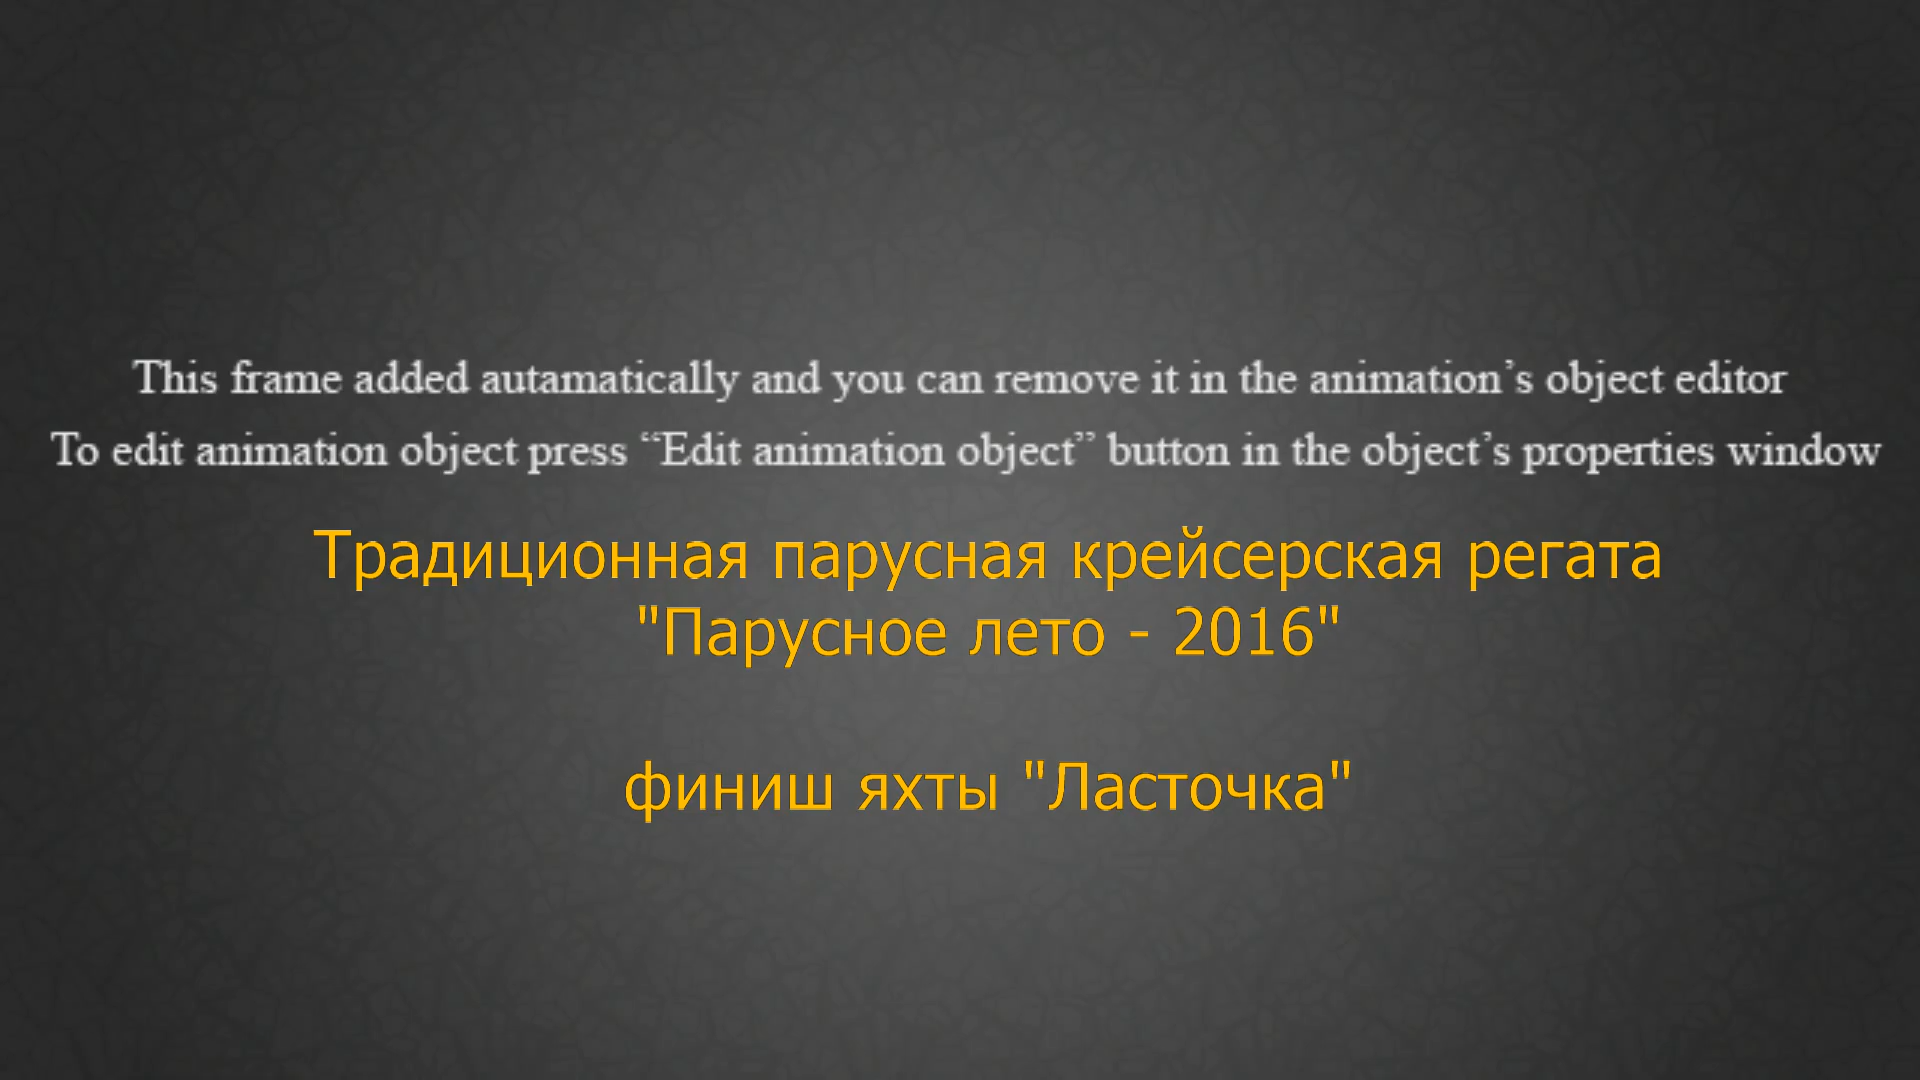 This frame added autamatically and you can remove it in the animation’s object editor
To edit animation object press “Edit animation object” button in the object’s properties window
Традиционная парусная крейсерская регата
"Парусное лето - 2016"
финиш яхты "Ласточка"